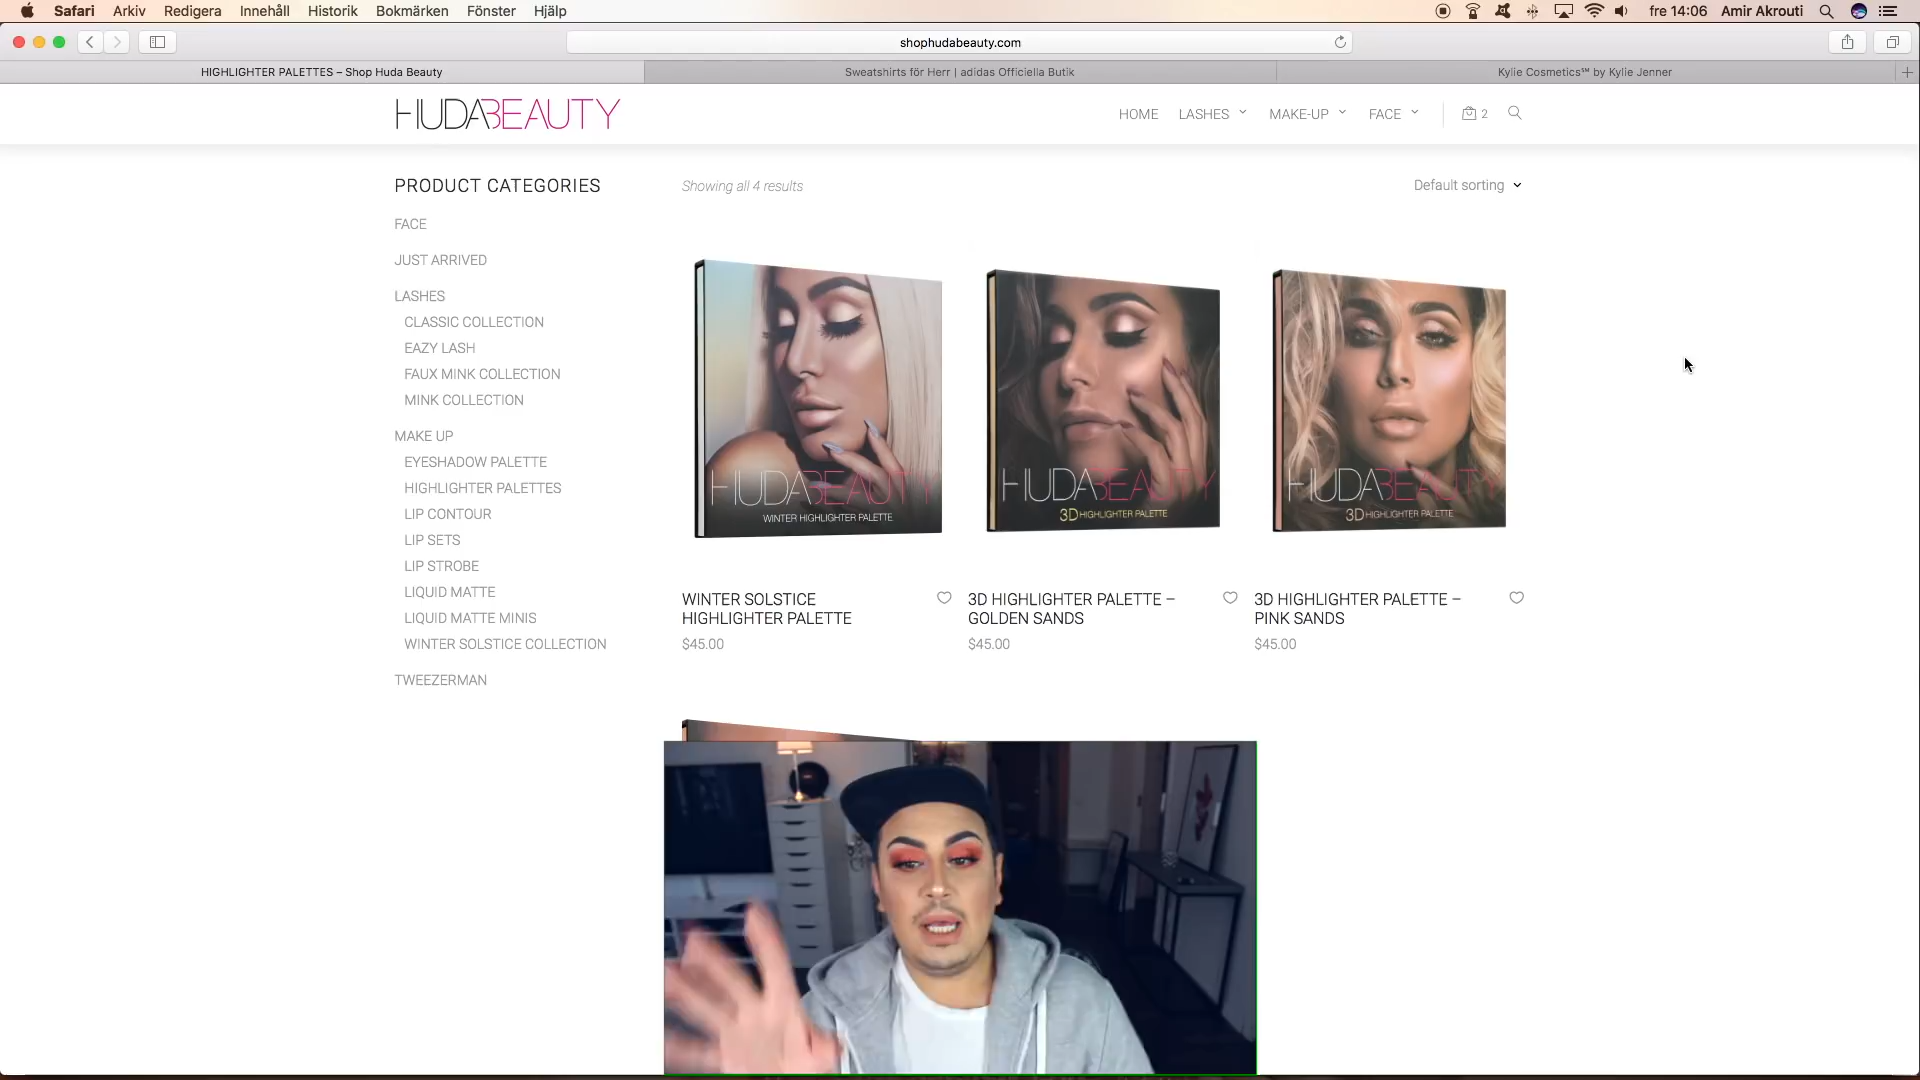 Safari Arkiv Redigera Innehåll Historik Bokmärken Fönster Hjälp fre 14:06 Amir Akrouti
shophudabeauty.com
HIGHLIGHTER PALETTES – Shop Huda Beauty Sweatshirts för Herr | adidas Officiella Butik Kylie Cosmetics℠ by Kylie Jenner
HUDABEAUTY HOME LASHES MAKE-UP FACE 2
PRODUCT CATEGORIES
FACE
JUST ARRIVED
LASHES
CLASSIC COLLECTION
EAZY LASH
FAUX MINK COLLECTION
MINK COLLECTION
MAKE UP
EYESHADOW PALETTE
HIGHLIGHTER PALETTES
LIP CONTOUR
LIP SETS
LIP STROBE
LIQUID MATTE
LIQUID MATTE MINIS
WINTER SOLSTICE COLLECTION
TWEEZERMAN
Showing all 4 results Default sorting
HUDABEAUTY
WINTER HIGHLIGHTER PALETTE
HUDABEAUTY
3D HIGHLIGHTER PALETTE
HUDABEAUTY
3D HIGHLIGHTER PALETTE
WINTER SOLSTICE
HIGHLIGHTER PALETTE
$45.00
3D HIGHLIGHTER PALETTE –
GOLDEN SANDS
$45.00
3D HIGHLIGHTER PALETTE –
PINK SANDS
$45.00